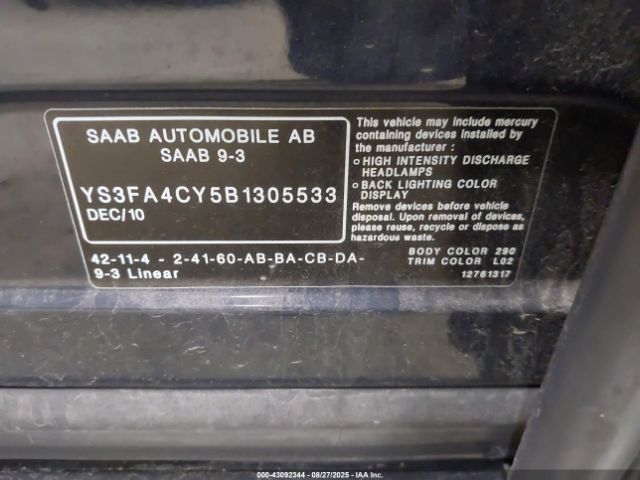 SAAB AUTOMOBILE AB
SAAB 9-3
YS3FA4CY5B1305533
DEC/10
42-11-4 - 2-41-60-AB-BA-CB-DA-
9-3 Linear
This vehicle may include mercury
containing devices installed by
the manufacturer :
o HIGH INTENSITY DISCHARGE
HEADLAMPS
o BACK LIGHTING COLOR
DISPLAY
Remove devices before vehicle
disposal. Upon removal of devices,
please reuse, recycle or dispose as
hazardous waste.
BODY COLOR 290
TRIM COLOR L02
12761317
000-43092344 - 08/27/2025 - IAAI.COM